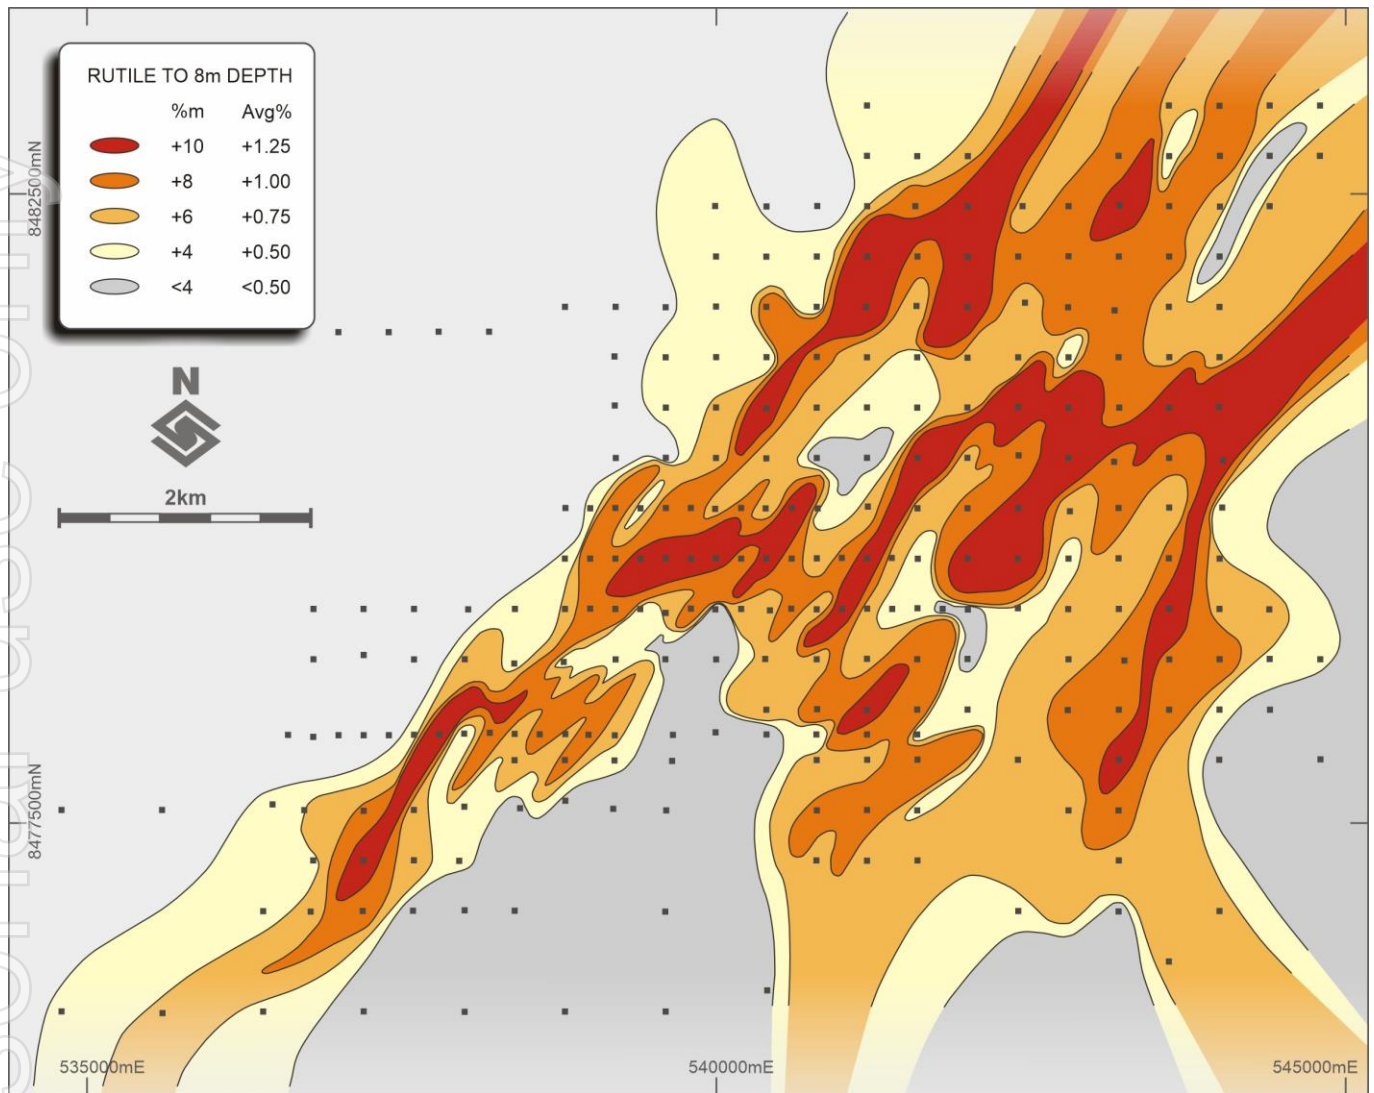 RUTILE TO 8m DEPTH
%m Avg%
+10 +1.25
+8 +1.00
+6 +0.75
+4 +0.50
<4 <0.50
8482500mN
N
2km
8477500mN
535000mE 540000mE 545000mE